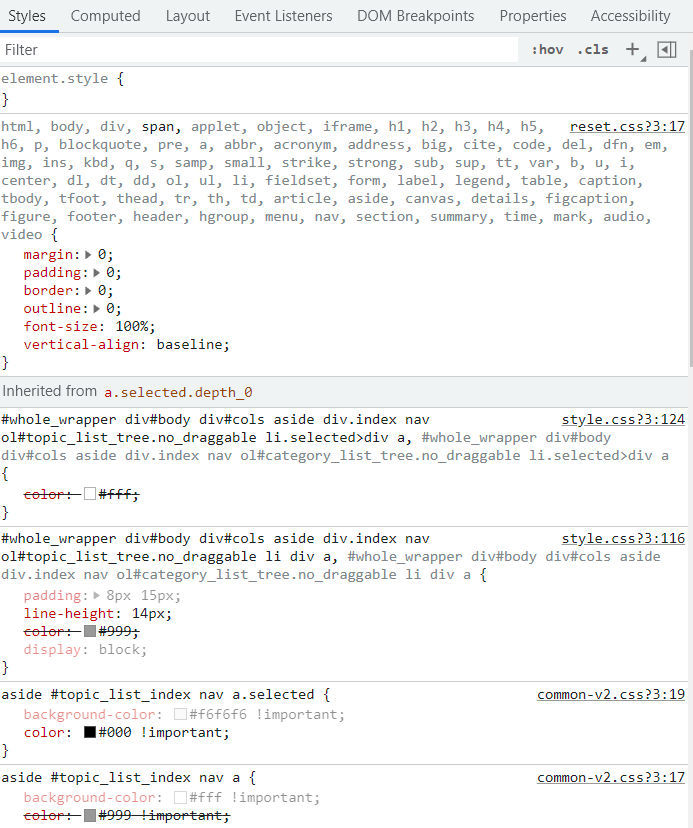 Styles Computed Layout Event Listeners DOM Breakpoints Properties Accessibility
Filter :hov .cls +
element.style {
}
html, body, div, span, applet, object, iframe, h1, h2, h3, h4, h5, reset.css?3:17
h6, p, blockquote, pre, a, abbr, acronym, address, big, cite, code, del, dfn, em,
img, ins, kbd, q, s, samp, small, strike, strong, sub, sup, tt, var, b, u, i,
center, dl, dt, dd, ol, ul, li, fieldset, form, label, legend, table, caption,
tbody, tfoot, thead, tr, th, td, article, aside, canvas, details, figcaption,
figure, footer, header, hgroup, menu, nav, section, summary, time, mark, audio,
video {
margin: 0;
padding: 0;
border: 0;
outline: 0;
font-size: 100%;
vertical-align: baseline;
}
Inherited from a.selected.depth_0
#whole_wrapper div#body div#cols aside div.index nav style.css?3:124
ol#topic_list_tree.no_draggable li.selected>div a, #whole_wrapper div#body
div#cols aside div.index nav ol#category_list_tree.no_draggable li.selected>div a
{
color: #fff;
}
#whole_wrapper div#body div#cols aside div.index nav style.css?3:116
ol#topic_list_tree.no_draggable li div a, #whole_wrapper div#body div#cols aside
div.index nav ol#category_list_tree.no_draggable li div a {
padding: 8px 15px;
line-height: 14px;
color: #999;
display: block;
}
aside #topic_list_index nav a.selected { common-v2.css?3:19
background-color: #f6f6f6 !important;
color: #000 !important;
}
aside #topic_list_index nav a { common-v2.css?3:17
background-color: #fff !important;
color: #999 !important;